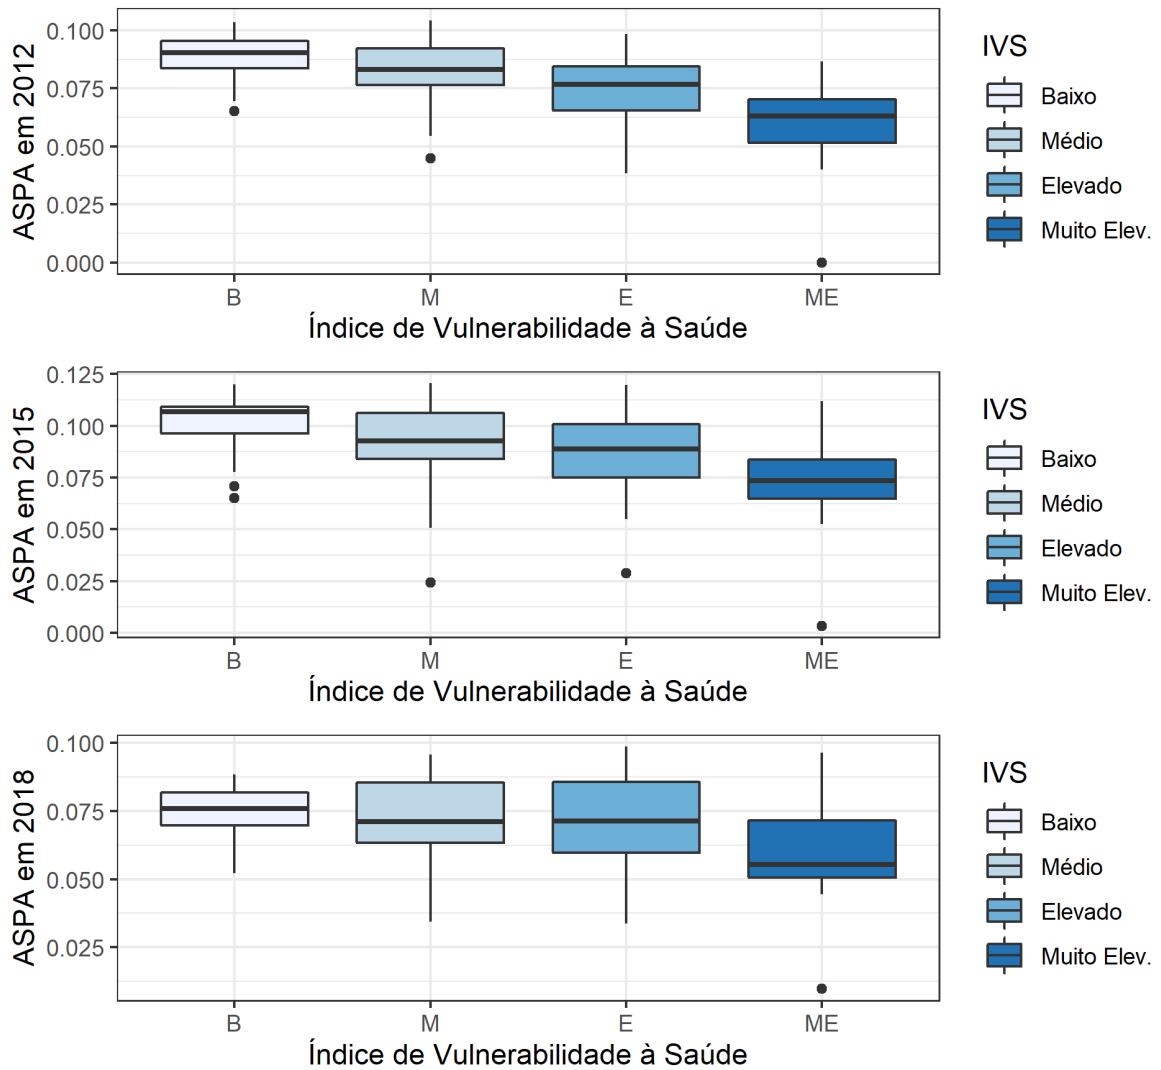 ASPA em 2012
0.100
0.075
0.050
0.025
0.000
B M E ME
Índice de Vulnerabilidade à Saúde
IVS
Baixo
Médio
Elevado
Muito Elev.
ASPA em 2015
0.125
0.100
0.075
0.050
0.025
0.000
B M E ME
Índice de Vulnerabilidade à Saúde
IVS
Baixo
Médio
Elevado
Muito Elev.
ASPA em 2018
0.100
0.075
0.050
0.025
B M E ME
Índice de Vulnerabilidade à Saúde
IVS
Baixo
Médio
Elevado
Muito Elev.